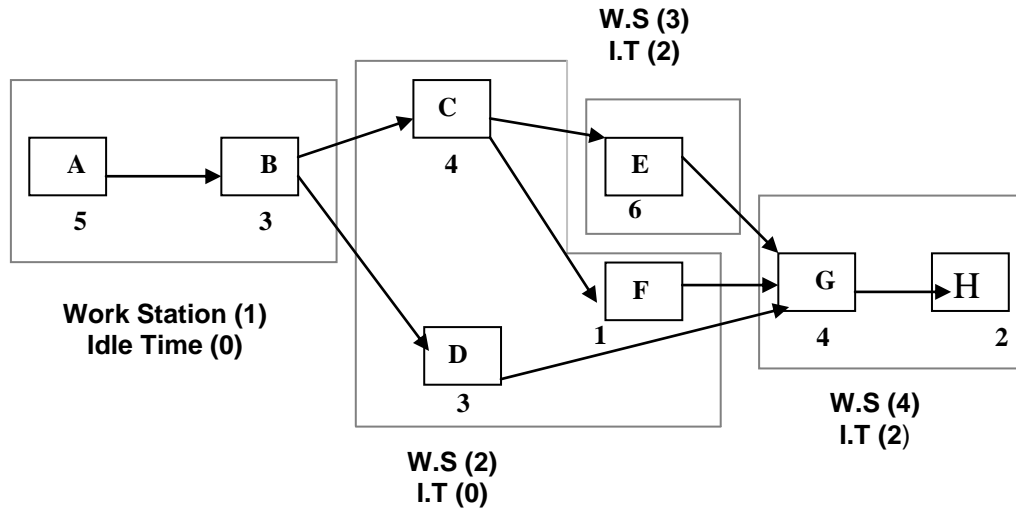 W.S (3)
I.T (2)
A
5
B
3
Work Station (1)
Idle Time (0)
C
4
D
3
F
1
W.S (2)
I.T (0)
E
6
G
4
H
2
W.S (4)
I.T (2)